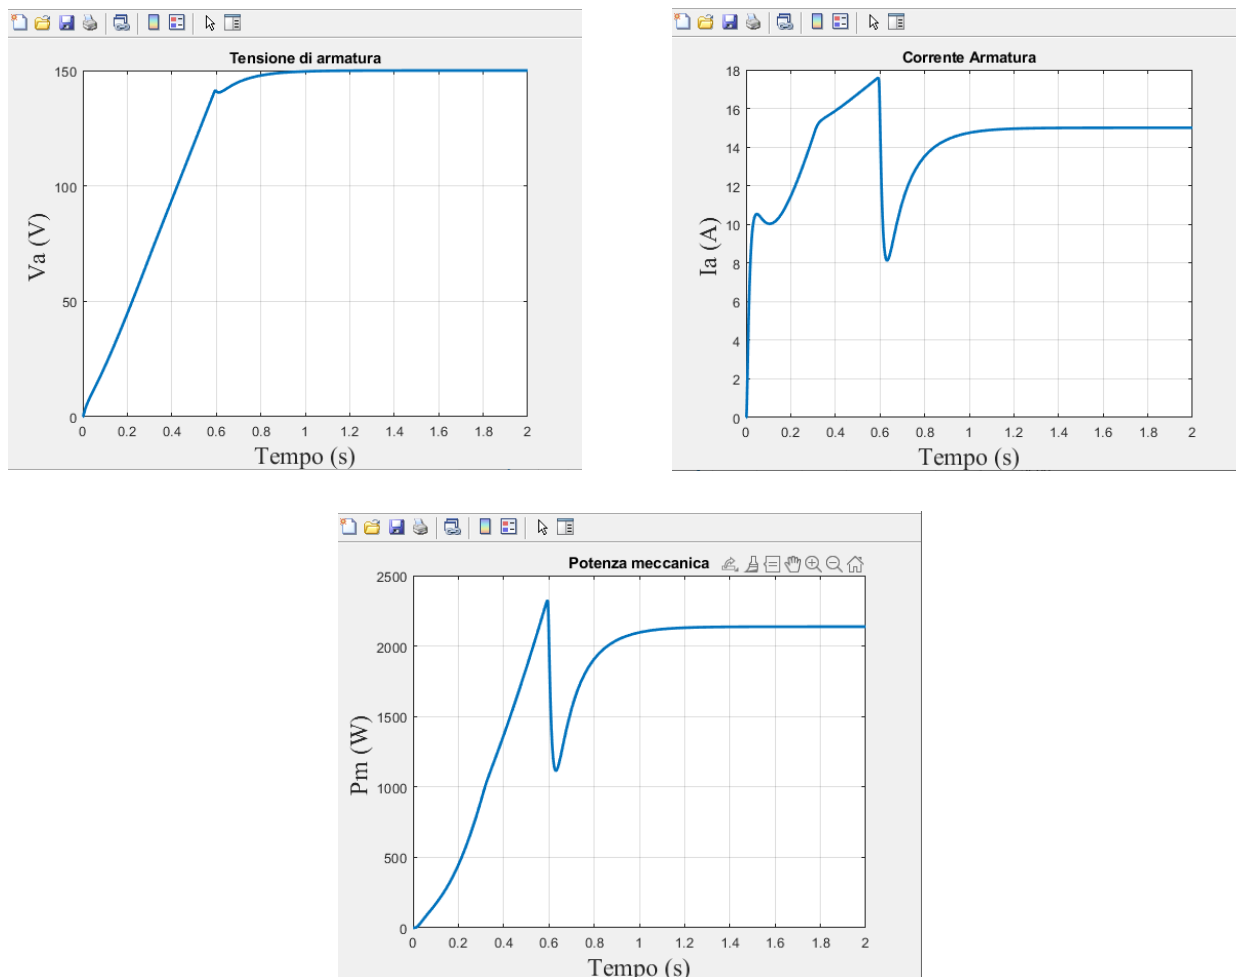 Tensione di armatura
150
100
50
0
Va (V)
0 0.2 0.4 0.6 0.8 1 1.2 1.4 1.6 1.8 2
Tempo (s)
Corrente Armatura
18
16
14
12
10
8
6
4
2
0
Ia (A)
0 0.2 0.4 0.6 0.8 1 1.2 1.4 1.6 1.8 2
Tempo (s)
Potenza meccanica
2500
2000
1500
1000
500
0
Pm (W)
0 0.2 0.4 0.6 0.8 1 1.2 1.4 1.6 1.8 2
Tempo (s)